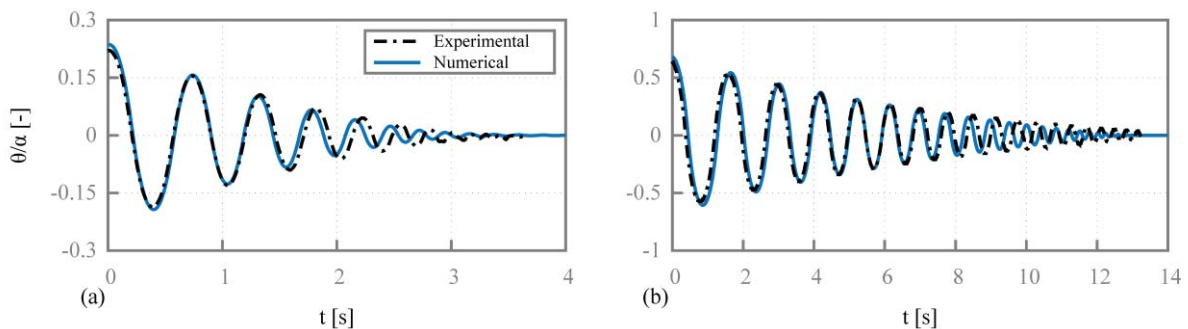 0.3
0.15
0
-0.15
-0.3
θ/α [-]
Experimental
Numerical
0 1 2 3 4
(a)
t [s]
1
0.5
0
-0.5
-1
0 2 4 6 8 10 12 14
(b)
t [s]